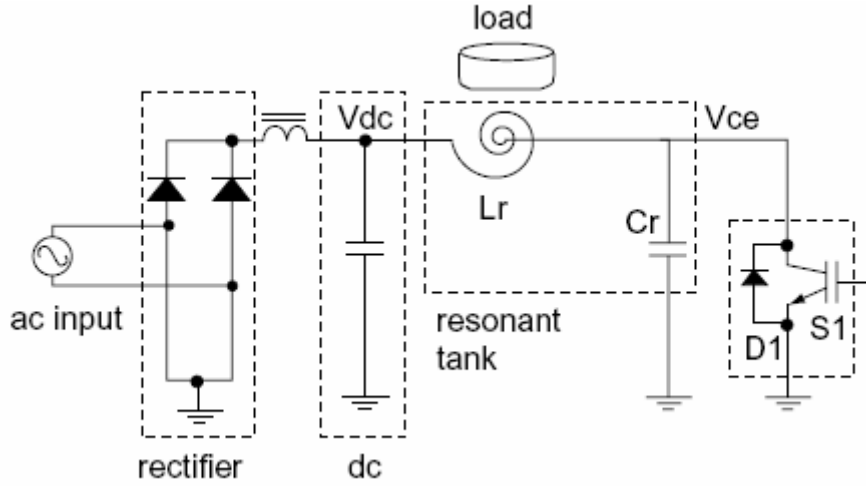 load
Vdc
Vce
Lr
Cr
ac input
resonant
tank
D1
S1
rectifier
dc